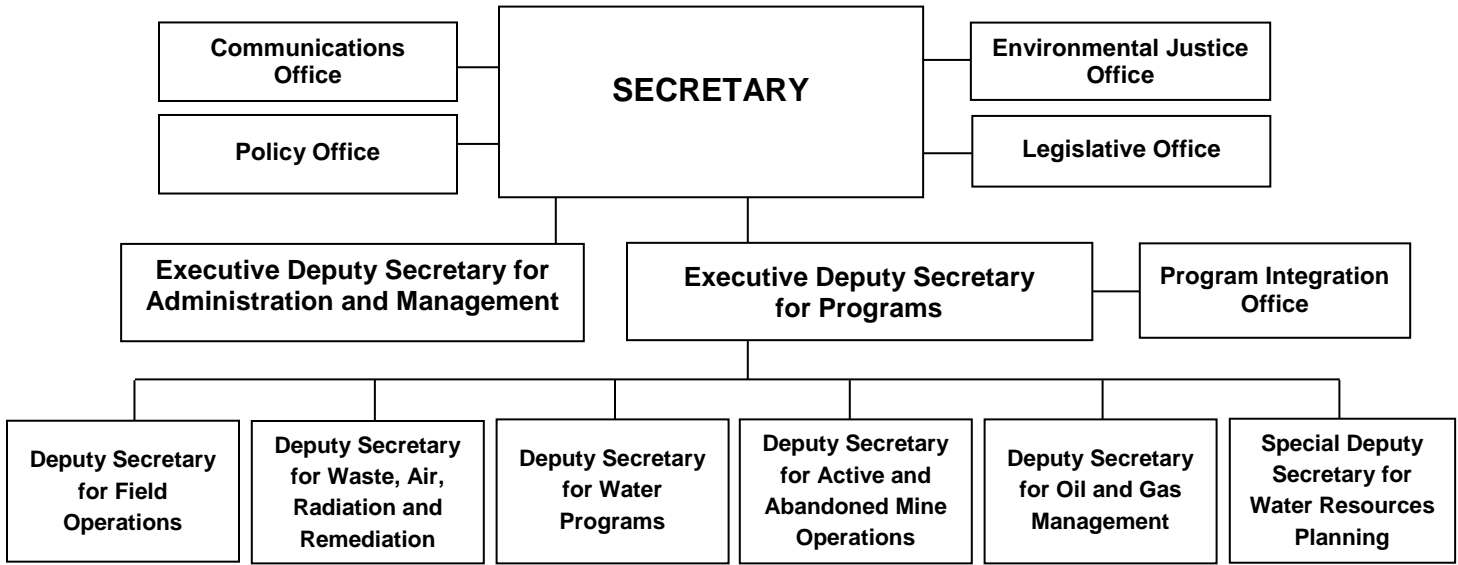 Communications
Office
SECRETARY
Environmental Justice
Office
Policy Office
Legislative Office
Executive Deputy Secretary for
Administration and Management
Executive Deputy Secretary
for Programs
Program Integration
Office
Deputy Secretary
for Field
Operations
Deputy Secretary
for Waste, Air,
Radiation and
Remediation
Deputy Secretary
for Water
Programs
Deputy Secretary
for Active and
Abandoned Mine
Operations
Deputy Secretary
for Oil and Gas
Management
Special Deputy
Secretary for
Water Resources
Planning